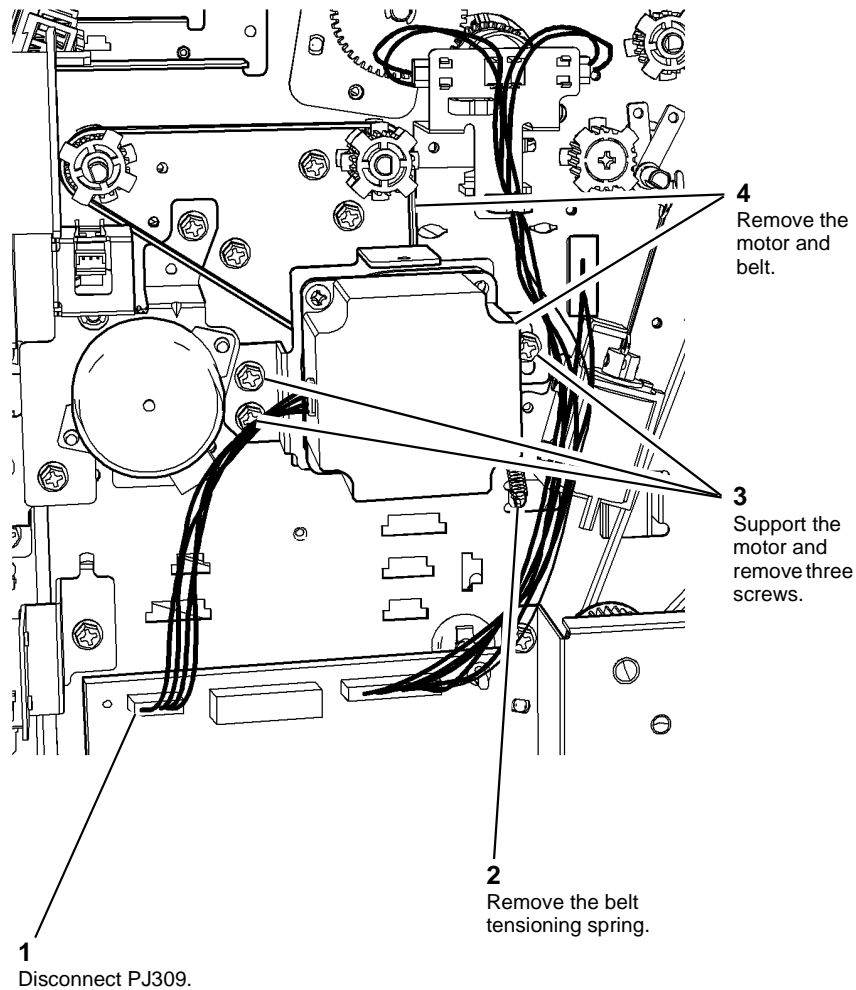 4
Remove the
motor and
belt.
3
Support the
motor and
remove three
screws.
2
Remove the belt
tensioning spring.
1
Disconnect PJ309.